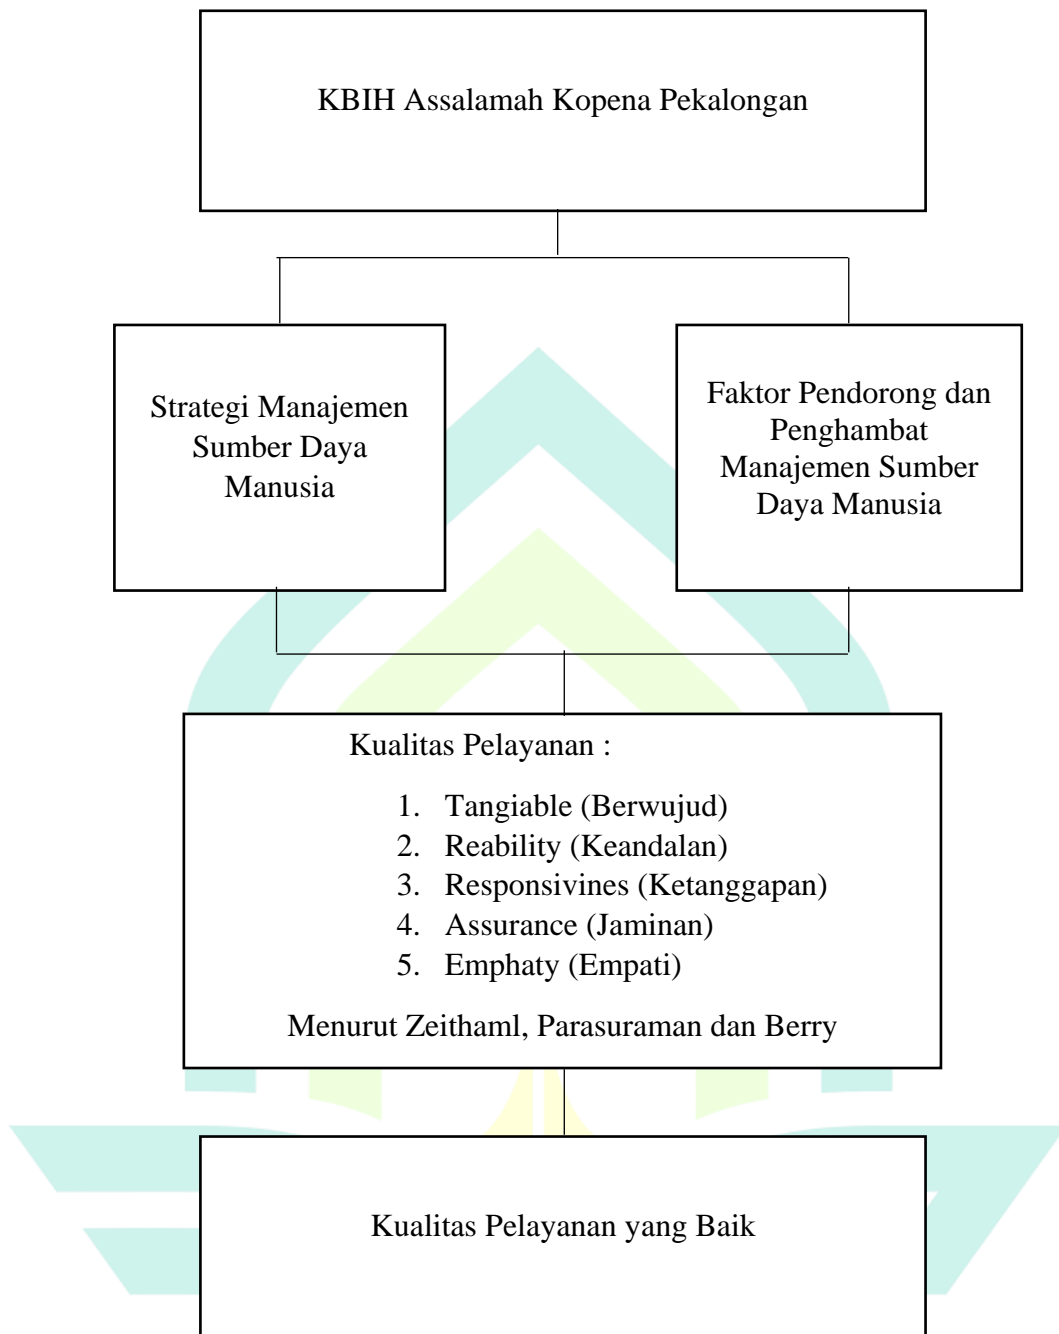 KBIH Assalamah Kopena Pekalongan
Strategi Manajemen
Sumber Daya
Manusia
Faktor Pendorong dan
Penghambat
Manajemen Sumber
Daya Manusia
Kualitas Pelayanan :
1. Tangiable (Berwujud)
2. Reability (Keandalan)
3. Responsivines (Ketanggapan)
4. Assurance (Jaminan)
5. Emphaty (Empati)
Menurut Zeithaml, Parasuraman dan Berry
Kualitas Pelayanan yang Baik